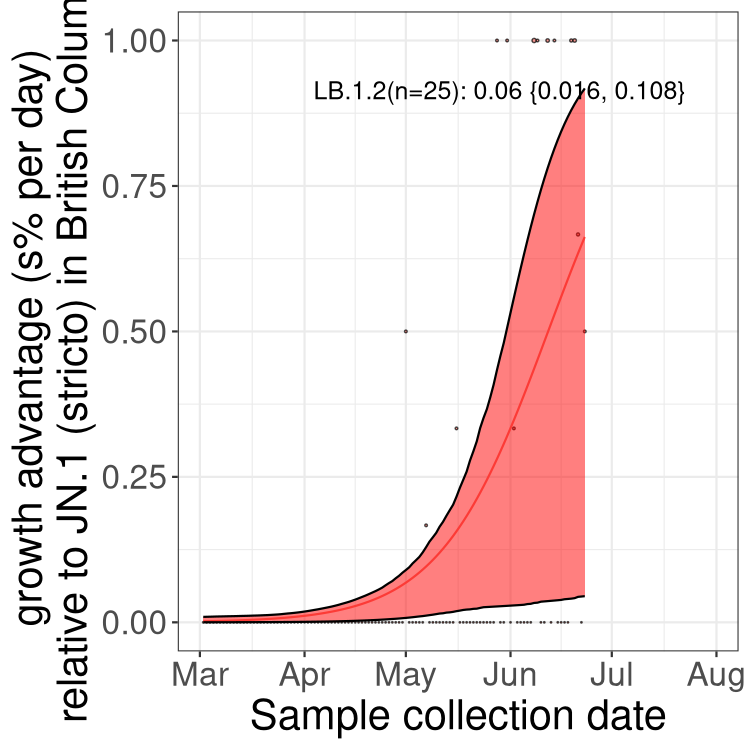 growth advantage (s% per day)
relative to JN.1 (stricto) in British Colum
1.00
0.75
0.50
0.25
0.00
LB.1.2(n=25): 0.06 {0.016, 0.108}
Mar Apr May Jun Jul Aug
Sample collection date